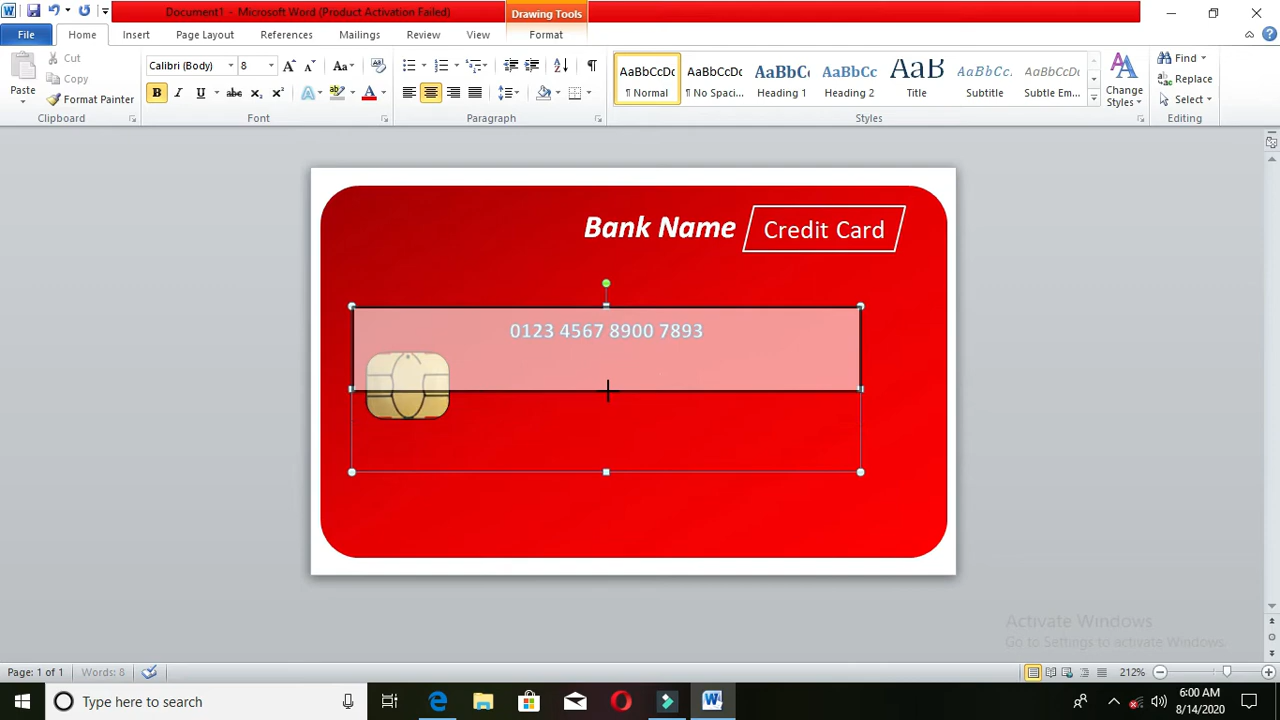 Document1 - Microsoft Word (Product Activation Failed)
Drawing Tools
File Home Insert Page Layout References Mailings Review View Format
Paste
Cut
Copy
Format Painter
Clipboard
Calibri (Body) 8
Font
Paragraph
AaBbCcDc AaBbCcDc AaBbCc AaBbCc AaB AaBbCc. AaBbCcDc
¶ Normal ¶ No Spaci... Heading 1 Heading 2 Title Subtitle Subtle Em...
Change Styles
Styles
Find
Replace
Select
Editing
Bank Name Credit Card
0123 4567 8900 7893
Activate Windows
Go to Settings to activate Windows.
Page: 1 of 1 Words: 8 212%
Type here to search
6:00 AM
8/14/2020